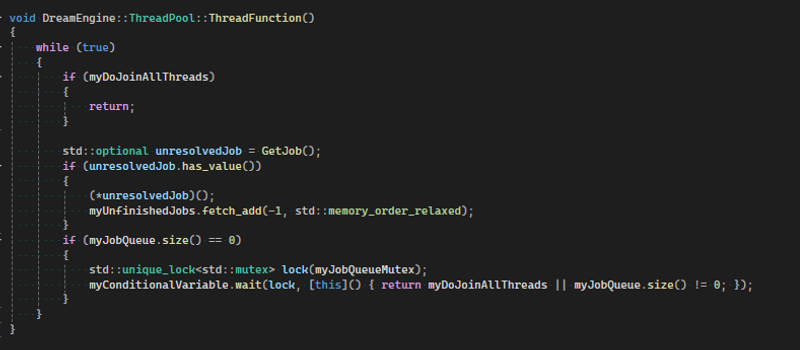 void DreamEngine::ThreadPool::ThreadFunction()
{
    while (true)
    {
        if (myDoJoinAllThreads)
        {
            return;
        }

        std::optional unresolvedJob = GetJob();
        if (unresolvedJob.has_value())
        {
            (*unresolvedJob)();
            myUnfinishedJobs.fetch_add(-1, std::memory_order_relaxed);
        }
        if (myJobQueue.size() == 0)
        {
            std::unique_lock<std::mutex> lock(myJobQueueMutex);
            myConditionalVariable.wait(lock, [this]() { return myDoJoinAllThreads || myJobQueue.size() != 0; });
        }
    }
}